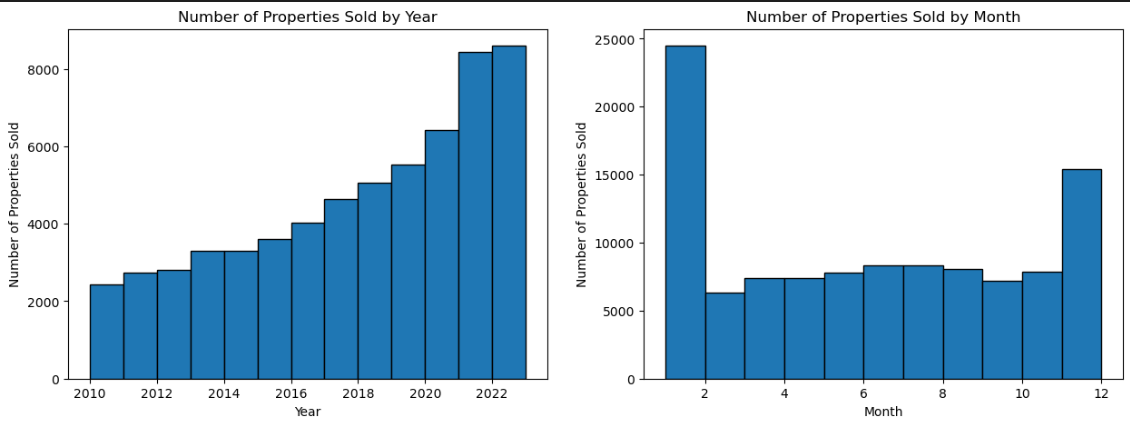 Number of Properties Sold by Year
Number of Properties Sold
8000
6000
4000
2000
0
2010 2012 2014 2016 2018 2020 2022
Year
Number of Properties Sold by Month
Number of Properties Sold
25000
20000
15000
10000
5000
0
2 4 6 8 10 12
Month